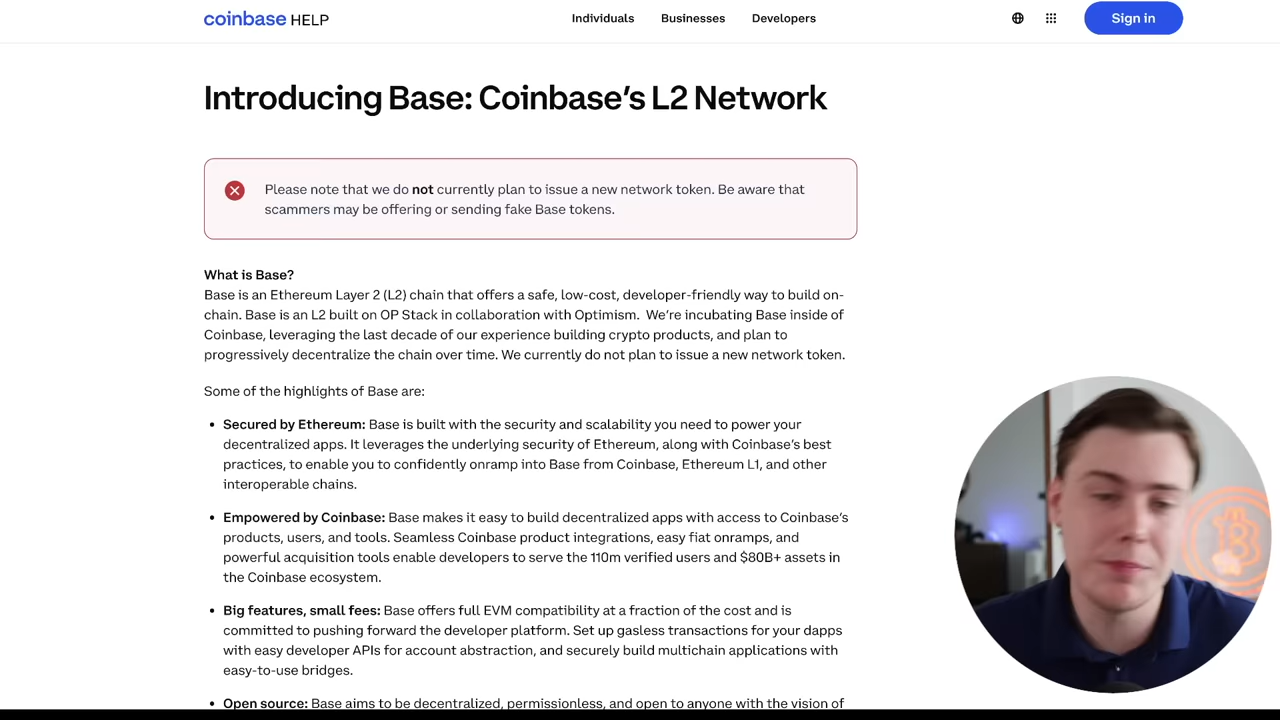 coinbase HELP
Individuals Businesses Developers
Sign in
Introducing Base: Coinbase's L2 Network
Please note that we do not currently plan to issue a new network token. Be aware that
scammers may be offering or sending fake Base tokens.
What is Base?
Base is an Ethereum Layer 2 (L2) chain that offers a safe, low-cost, developer-friendly way to build on-
chain. Base is an L2 built on OP Stack in collaboration with Optimism. We're incubating Base inside of
Coinbase, leveraging the last decade of our experience building crypto products, and plan to
progressively decentralize the chain over time. We currently do not plan to issue a new network token.
Some of the highlights of Base are:
• Secured by Ethereum: Base is built with the security and scalability you need to power your
decentralized apps. It leverages the underlying security of Ethereum, along with Coinbase's best
practices, to enable you to confidently onramp into Base from Coinbase, Ethereum L1, and other
interoperable chains.
• Empowered by Coinbase: Base makes it easy to build decentralized apps with access to Coinbase's
products, users, and tools. Seamless Coinbase product integrations, easy fiat onramps, and
powerful acquisition tools enable developers to serve the 110m verified users and $80B+ assets in
the Coinbase ecosystem.
• Big features, small fees: Base offers full EVM compatibility at a fraction of the cost and is
committed to pushing forward the developer platform. Set up gasless transactions for your dapps
with easy developer APIs for account abstraction, and securely build multichain applications with
easy-to-use bridges.
• Open source: Base aims to be decentralized, permissionless, and open to anyone with the vision of